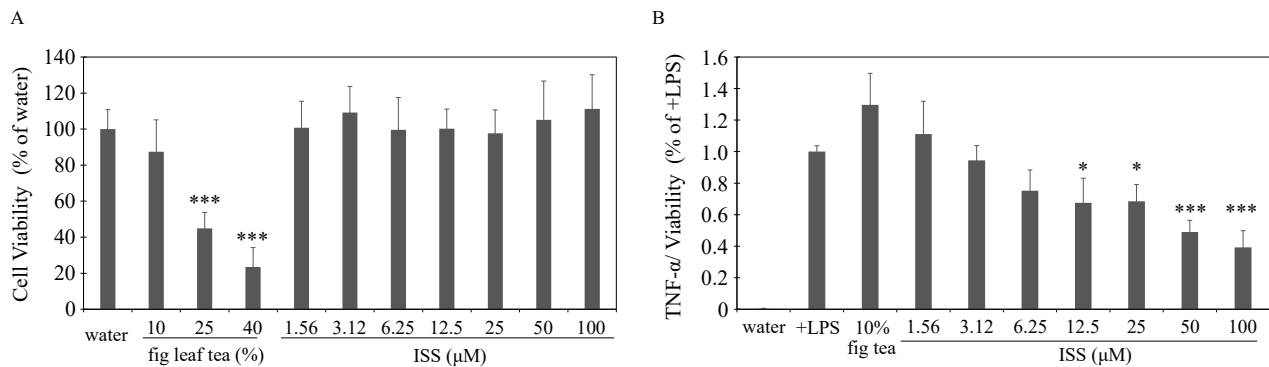 A
Cell Viability (% of water)
140
120
100
80
60
40
20
0
***
***
water
10 25 40
fig leaf tea (%)
1.56 3.12 6.25 12.5 25 50 100
ISS (μM)
B
TNF-α/ Viability (% of +LPS)
1.6
1.4
1.2
1.0
0.8
0.6
0.4
0.2
0
*
*
***
***
water +LPS 10%
fig tea
1.56 3.12 6.25 12.5 25 50 100
ISS (μM)